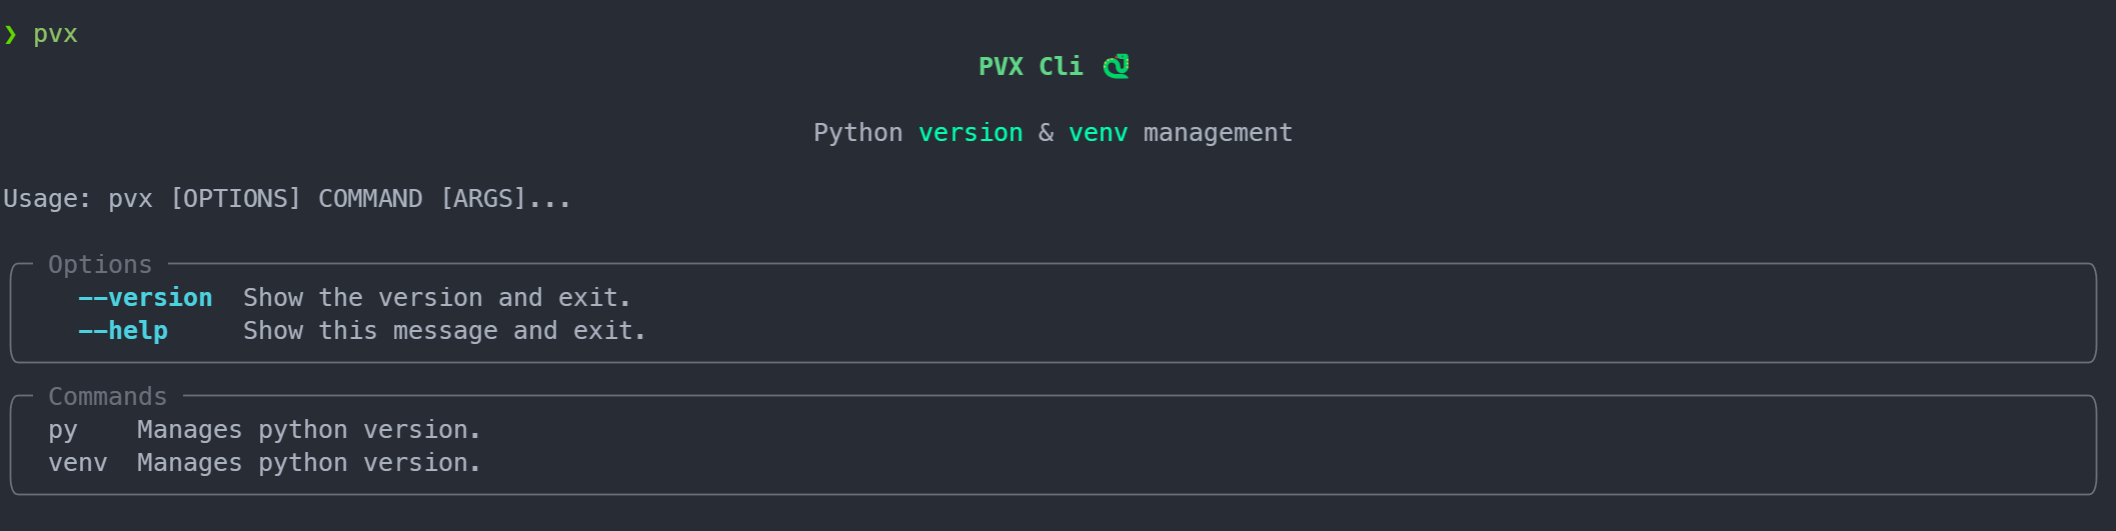 ❯ pvx
PVX Cli 🐍
Python version & venv management
Usage: pvx [OPTIONS] COMMAND [ARGS]...
Options
--version  Show the version and exit.
--help     Show this message and exit.
Commands
py    Manages python version.
venv  Manages python version.